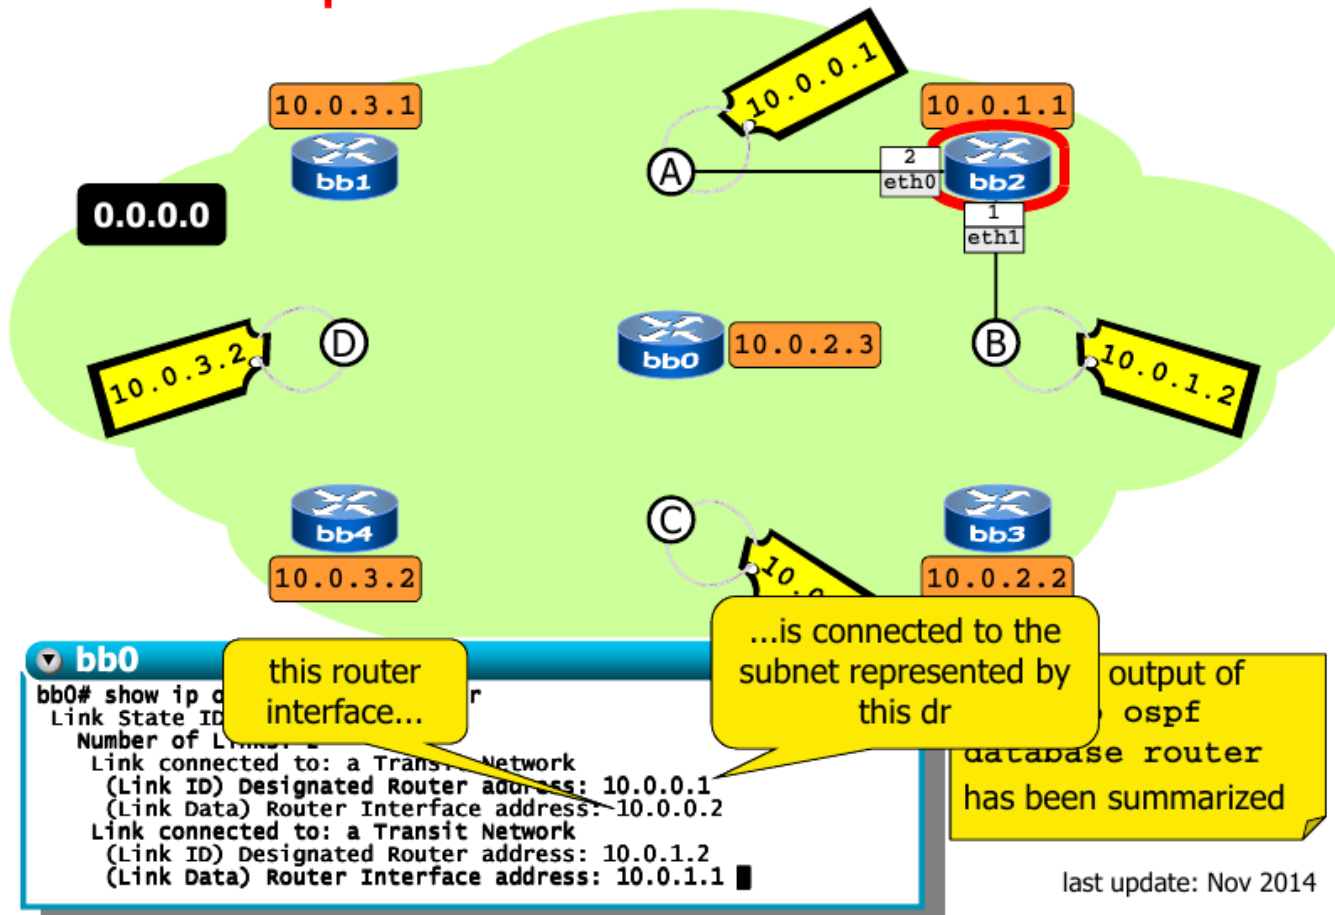 10.0.3.1
bb1
0.0.0.0
A
10.0.0.1
10.0.1.1
2
eth0
bb2
1
eth1
D
10.0.3.2
bb0
10.0.2.3
B
10.0.1.2
bb4
10.0.3.2
C
10.0
bb3
10.0.2.2
bb0
bb0# show ip o r
Link State ID
Number of Links: 2
Link connected to: a Transit Network
(Link ID) Designated Router address: 10.0.0.1
(Link Data) Router Interface address: 10.0.0.2
Link connected to: a Transit Network
(Link ID) Designated Router address: 10.0.1.2
(Link Data) Router Interface address: 10.0.1.1
this router
interface...
...is connected to the
subnet represented by
this dr
output of
ospf
database router
has been summarized
last update: Nov 2014